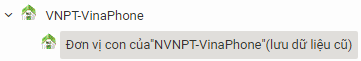 VNPT-VinaPhone
Đơn vị con của"NVNPT-VinaPhone"(lưu dữ liệu cũ)